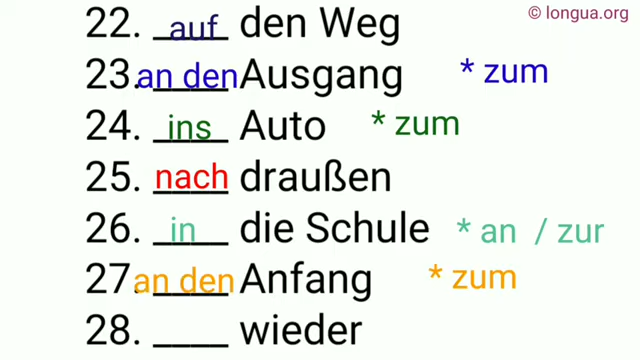 © longua.org
22. auf den Weg
23. an den Ausgang * zum
24. ins Auto * zum
25. nach draußen
26. in die Schule * an / zur
27. an den Anfang * zum
28. ____ wieder